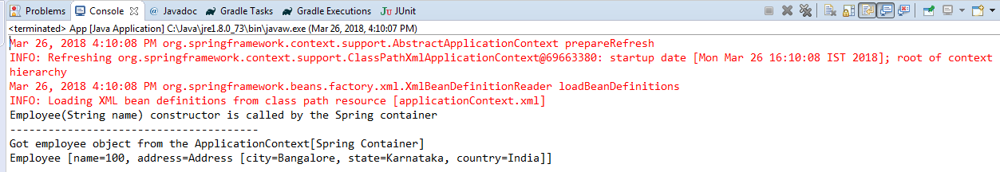 Problems Console Javadoc Gradle Tasks Gradle Executions JUnit
<terminated> App [Java Application] C:\Java\jre1.8.0_73\bin\javaw.exe (Mar 26, 2018, 4:10:07 PM)
Mar 26, 2018 4:10:08 PM org.springframework.context.support.AbstractApplicationContext prepareRefresh
INFO: Refreshing org.springframework.context.support.ClassPathXmlApplicationContext@69663380: startup date [Mon Mar 26 16:10:08 IST 2018]; root of context
hierarchy
Mar 26, 2018 4:10:08 PM org.springframework.beans.factory.xml.XmlBeanDefinitionReader loadBeanDefinitions
INFO: Loading XML bean definitions from class path resource [applicationContext.xml]
Employee(String name) constructor is called by the Spring container
---------------------------------------
Got employee object from the ApplicationContext[Spring Container]
Employee [name=100, address=Address [city=Bangalore, state=Karnataka, country=India]]